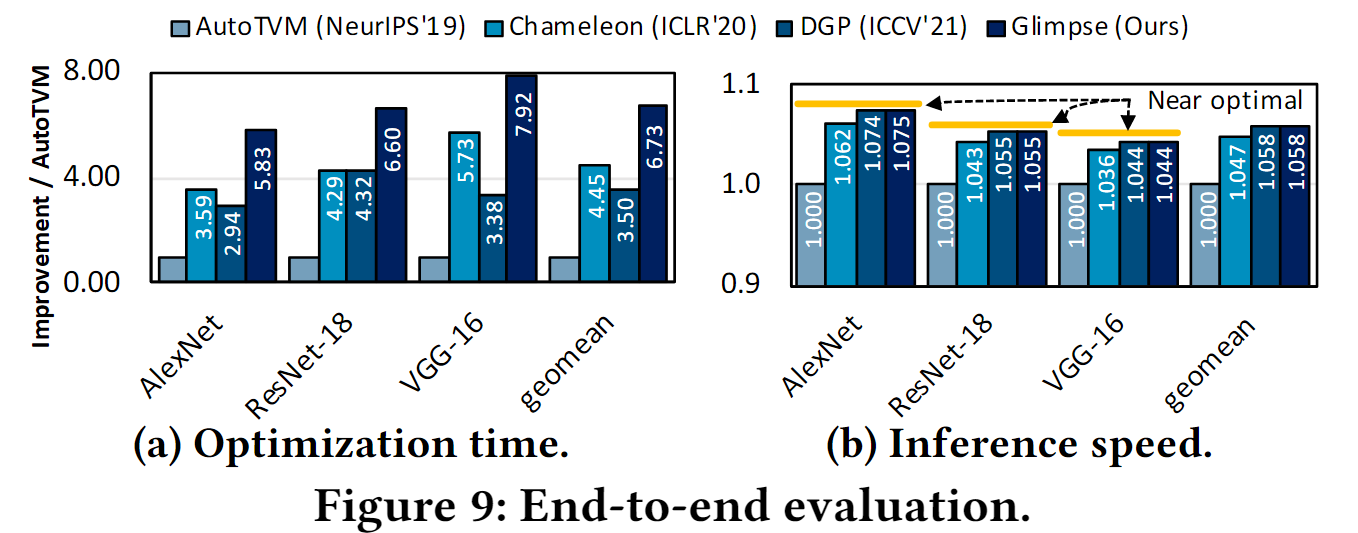 AutoTVM (NeurIPS'19) Chameleon (ICLR'20) DGP (ICCV'21) Glimpse (Ours)
Improvement / AutoTVM
8.00
4.00
0.00
3.59 2.94 5.83
4.29 4.32 6.60
5.73 3.38 7.92
4.45 3.50 6.73
AlexNet ResNet-18 VGG-16 geomean
(a) Optimization time.
1.1
1.0
0.9
Near optimal
1.000 1.062 1.074 1.075
1.000 1.043 1.055 1.055
1.000 1.036 1.044 1.044
1.000 1.047 1.058 1.058
AlexNet ResNet-18 VGG-16 geomean
(b) Inference speed.
Figure 9: End-to-end evaluation.